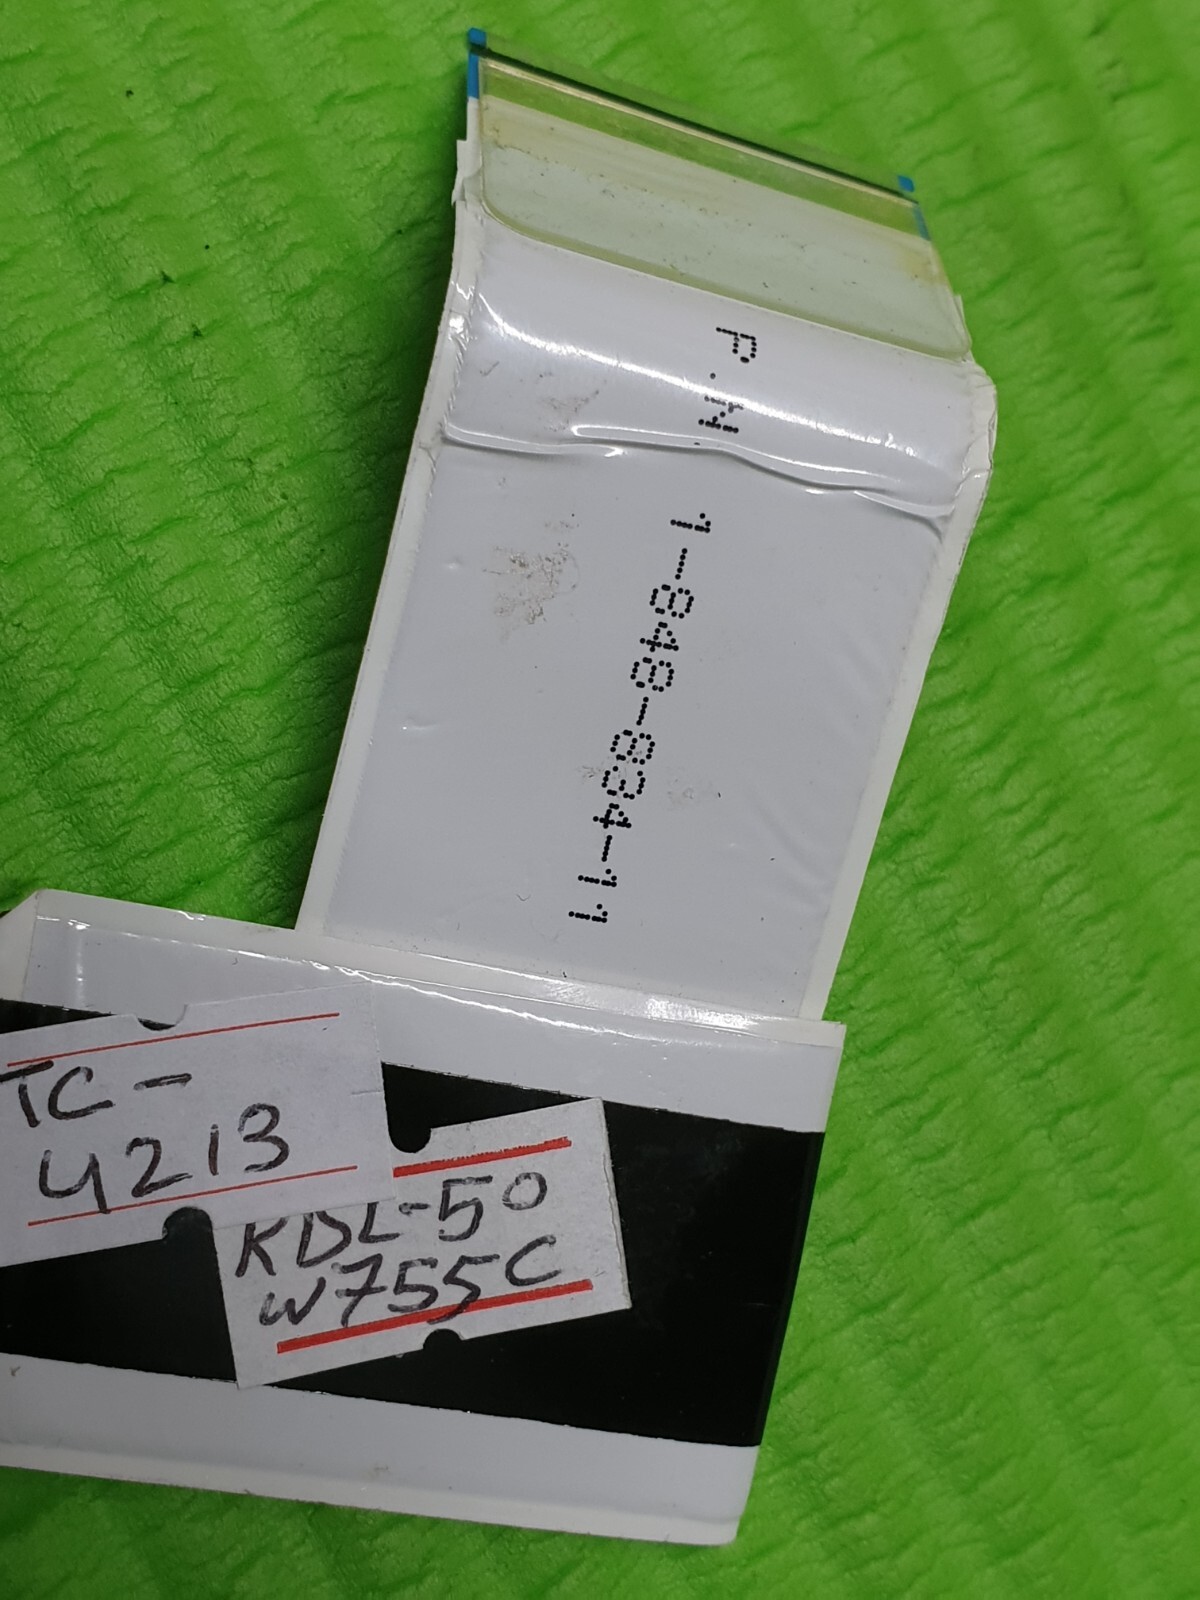 P.N. 1-848-834-11
TC-
4213
KDL-50
W755C